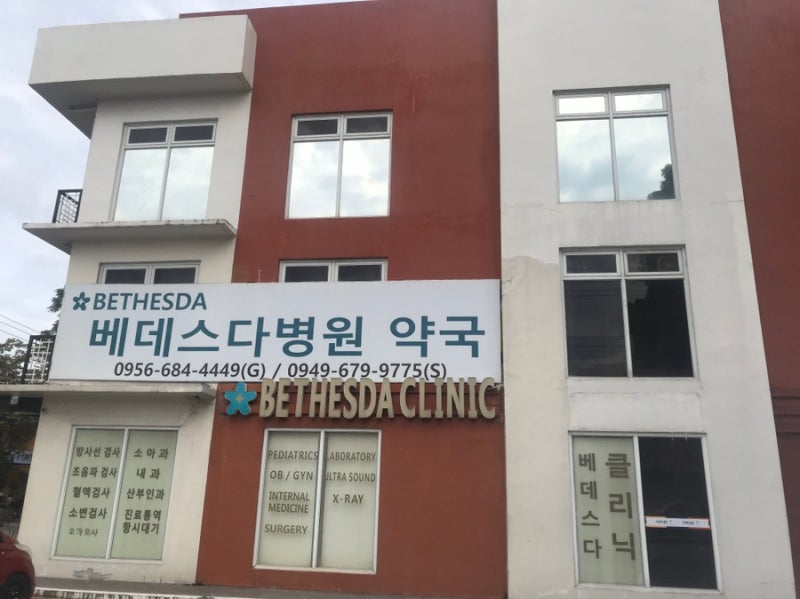 BETHESDA
베데스다병원 약국
0956-684-4449(G) / 0949-679-9775(S)
BETHESDA CLINIC
방사선 검사
초음파 검사
혈액검사
소변검사
소아과
내과
산부인과
진료통역
항시대기
PEDIATRICS
OB / GYN
INTERNAL
MEDICINE
SURGERY
LABORATORY
ULTRA SOUND
X-RAY
베데스다
클리닉